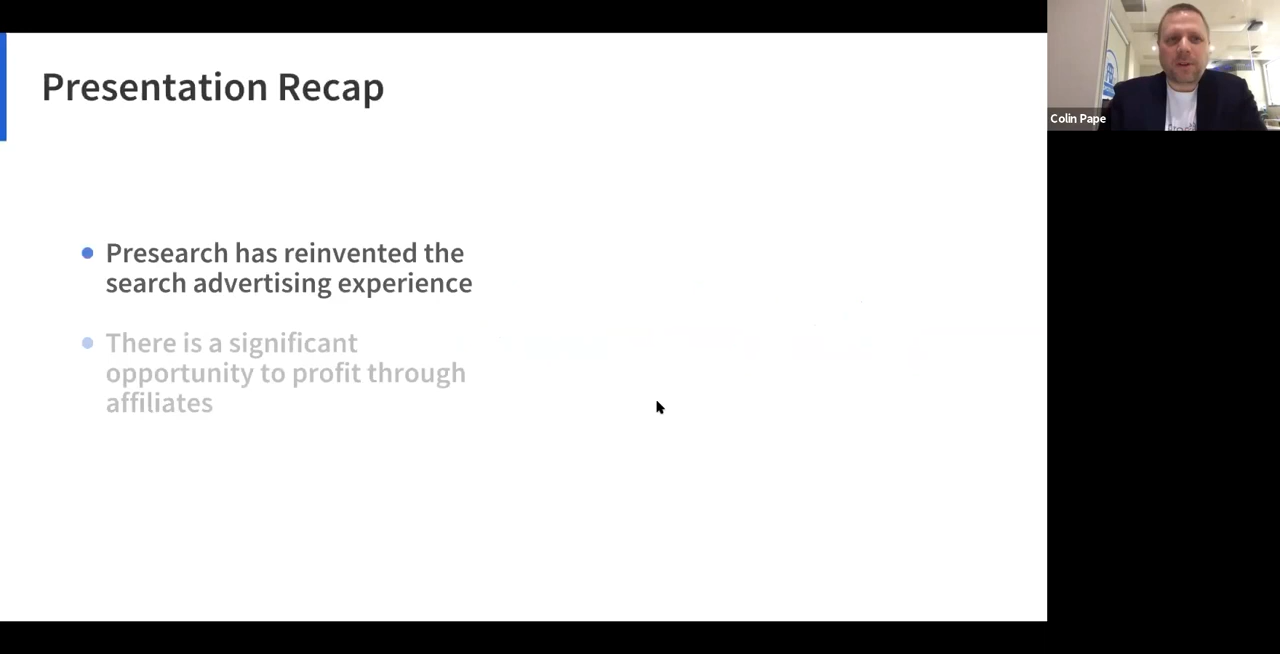 Presentation Recap
Presearch has reinvented the
search advertising experience
There is a significant
opportunity to profit through
affiliates
Colin Pape